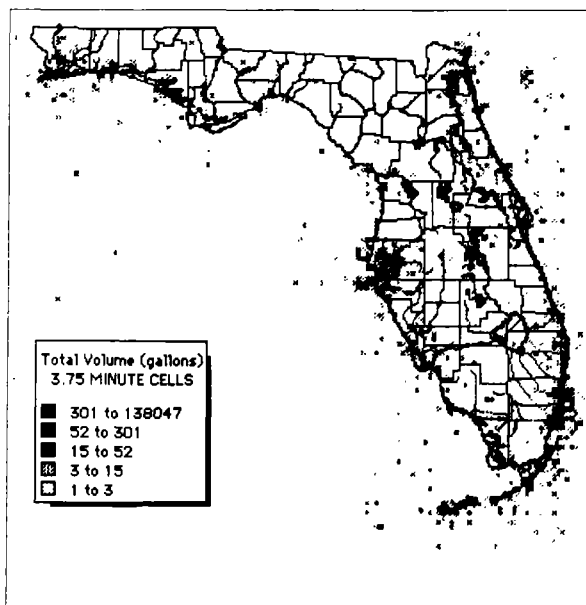 Total Volume (gallons)
3.75 MINUTE CELLS
301 to 138047
52 to 301
15 to 52
3 to 15
1 to 3